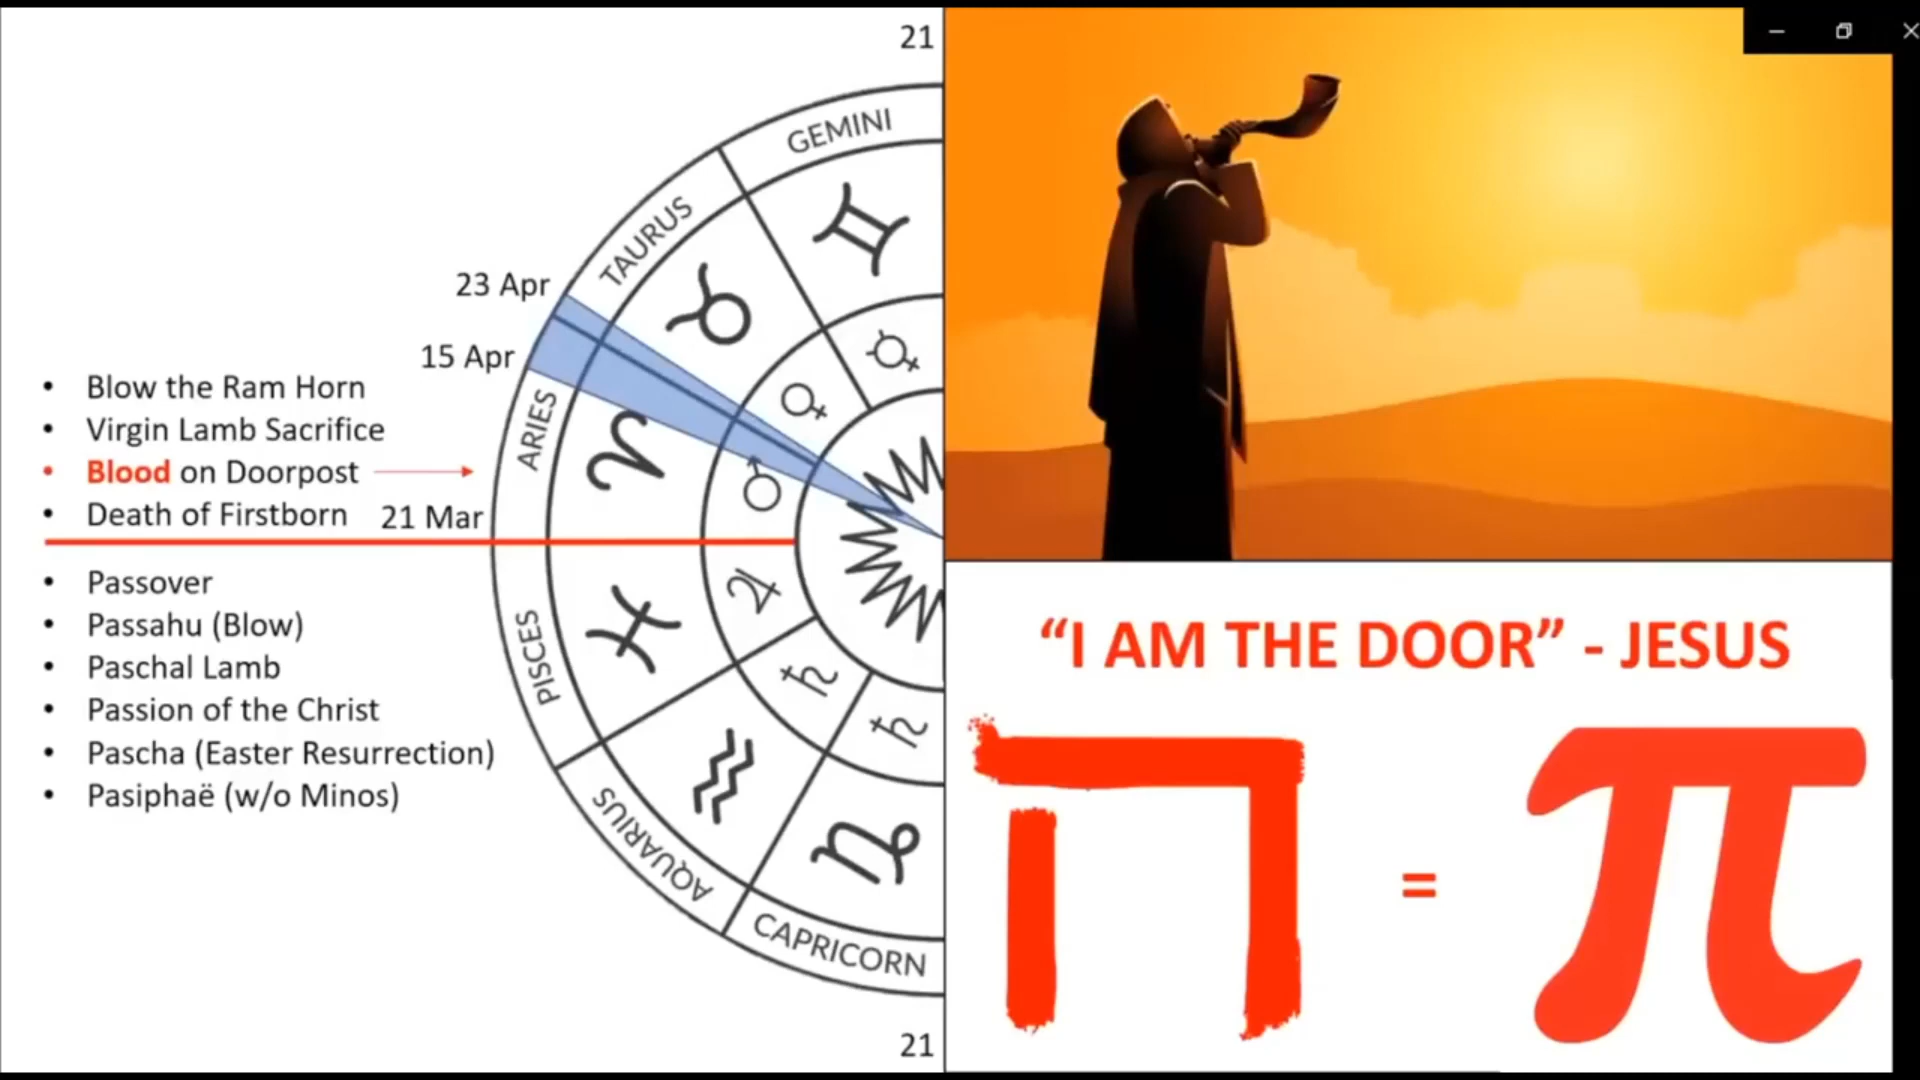 21
GEMINI
TAURUS
23 Apr
15 Apr
ARIES
• Blow the Ram Horn
• Virgin Lamb Sacrifice
• Blood on Doorpost
• Death of Firstborn
21 Mar
• Passover
• Passahu (Blow)
• Paschal Lamb
• Passion of the Christ
• Pascha (Easter Resurrection)
• Pasiphaë (w/o Minos)
PISCES
AQUARIUS
CAPRICORN
21
“I AM THE DOOR” - JESUS
ה = π